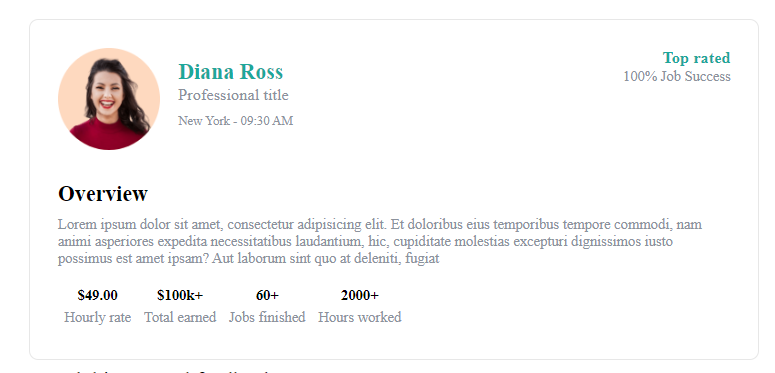 Diana Ross
Professional title
New York - 09:30 AM
Top rated
100% Job Success
Overview
Lorem ipsum dolor sit amet, consectetur adipisicing elit. Et doloribus eius temporibus tempore commodi, nam
animi asperiores expedita necessitatibus laudantium, hic, cupiditate molestias excepturi dignissimos iusto
possimus est amet ipsam? Aut laborum sint quo at deleniti, fugiat
$49.00 $100k+ 60+ 2000+
Hourly rate Total earned Jobs finished Hours worked